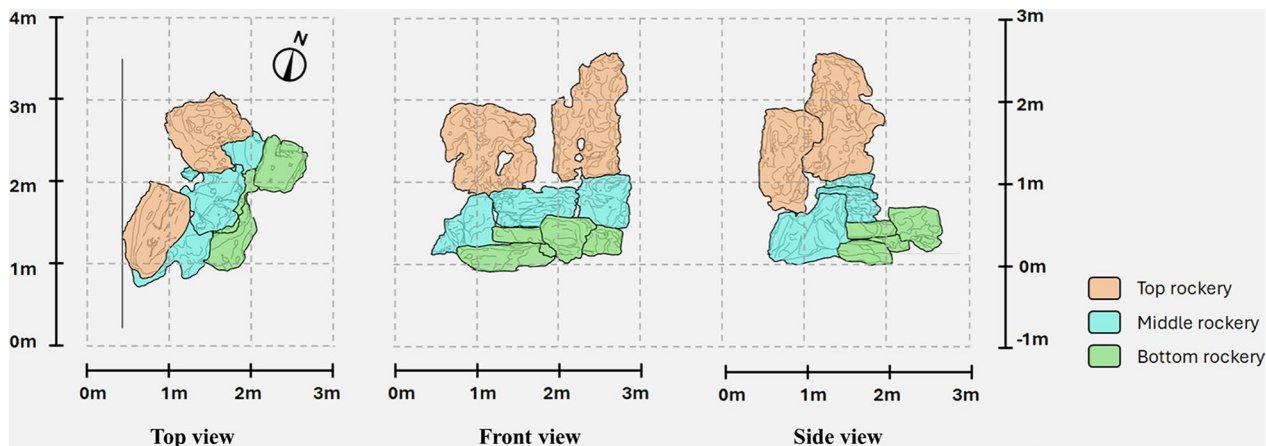 4m
3m
2m
1m
0m
N
3m
2m
1m
0m
-1m
Top rockery
Middle rockery
Bottom rockery
0m 1m 2m 3m
0m 1m 2m 3m
0m 1m 2m 3m
Top view
Front view
Side view